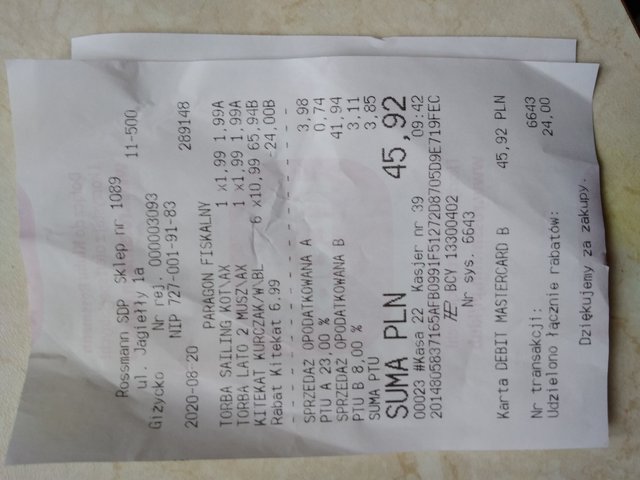 Rossmann SDP Sklep nr 1089
ul. Jagiełły 1a 11-500
Giżycko Nr rej. 000003093
NIP 727-001-91-83
2020-08-20 289148
PARAGON FISKALNY
TORBA SAILING KOT\AX 1 x1,99 1,99A
TORBA LATO 2 MUSZ\AX 1 x1,99 1,99A
KITEKAT KURCZAK/W\BL 6 x10,99 65,94B
Rabat Kitekat 6.99 -24,00B
SPRZEDAŻ OPODATKOWANA A 3,98
PTU A 23,00 % 0,74
SPRZEDAŻ OPODATKOWANA B 41,94
PTU B 8,00 % 3,11
SUMA PTU 3,85
SUMA PLN 45,92
00023 #Kasa 22 Kasjer nr 39 09:42
2014805837165AFB0991F51272D8705D9E719FEC
BCY 13300402
Nr sys. 6643
Karta DEBIT MASTERCARD B 45,92 PLN
Nr transakcji: 6643
Udzielono łącznie rabatów: 24,00
Dziękujemy za zakupy.